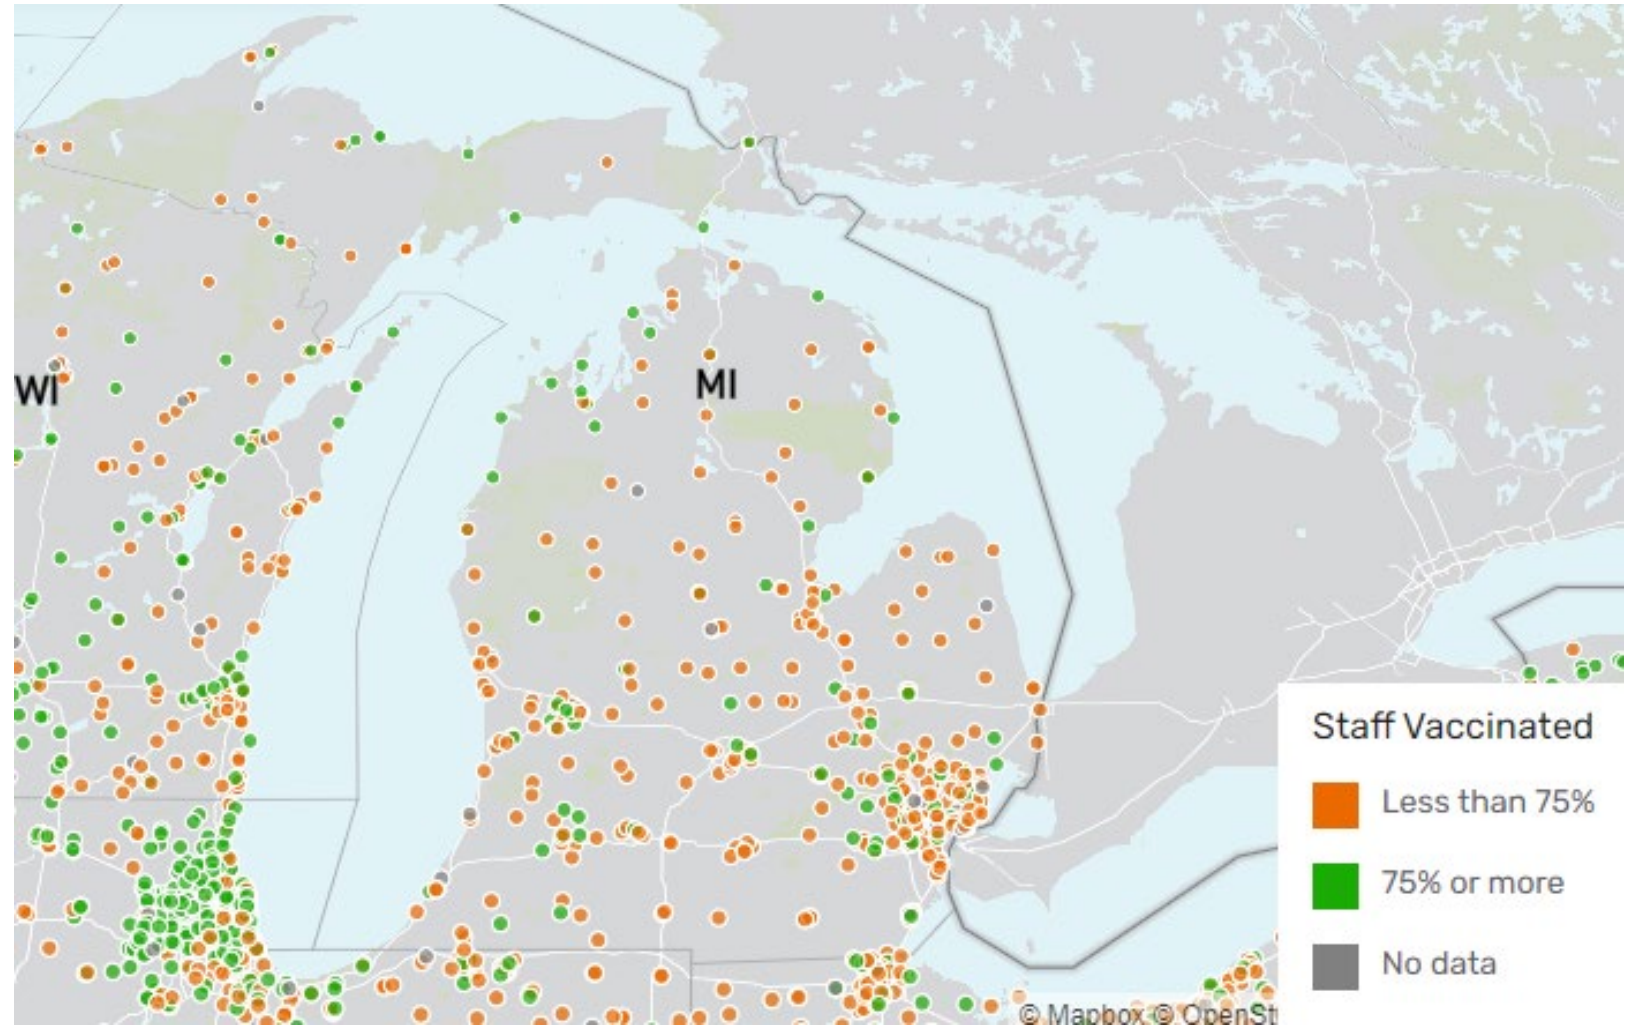 WI
MI
Staff Vaccinated
Less than 75%
75% or more
No data
© Mapbox © OpenSt